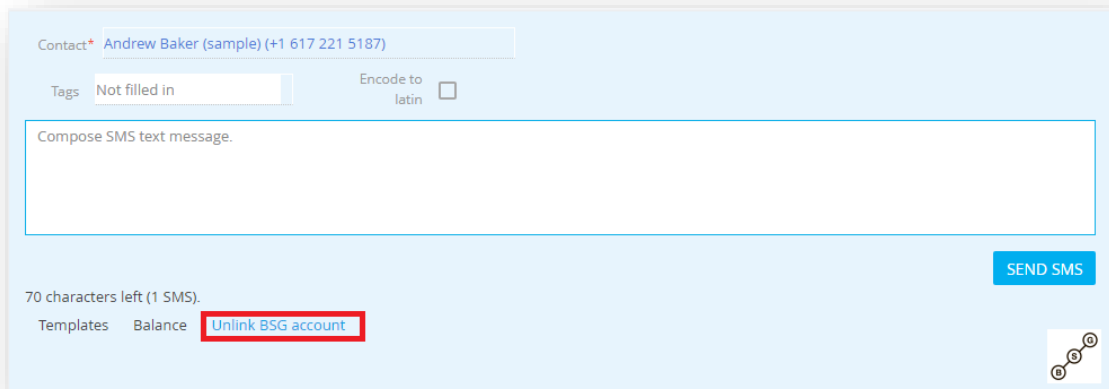 Contact* Andrew Baker (sample) (+1 617 221 5187)
Tags Not filled in Encode to latin
Compose SMS text message.
SEND SMS
70 characters left (1 SMS).
Templates Balance Unlink BSG account
B S G